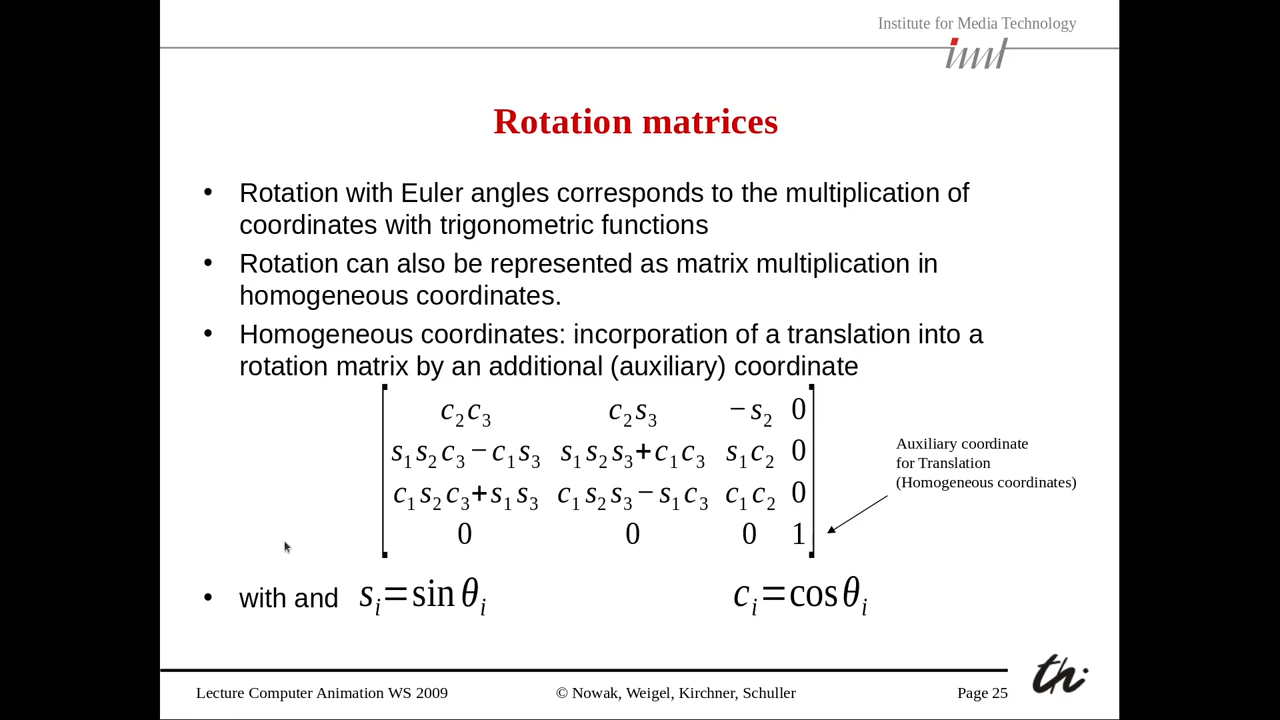 Institute for Media Technology
imt
Rotation matrices
• Rotation with Euler angles corresponds to the multiplication of
coordinates with trigonometric functions
• Rotation can also be represented as matrix multiplication in
homogeneous coordinates.
• Homogeneous coordinates: incorporation of a translation into a
rotation matrix by an additional (auxiliary) coordinate
c₂c₃ c₂s₃ −s₂ 0
s₁s₂c₃−c₁s₃ s₁s₂s₃+c₁c₃ s₁c₂ 0
c₁s₂c₃+s₁s₃ c₁s₂s₃−s₁c₃ c₁c₂ 0
0 0 0 1
Auxiliary coordinate
for Translation
(Homogeneous coordinates)
• with and sᵢ=sin θᵢ cᵢ=cos θᵢ
th
Lecture Computer Animation WS 2009 © Nowak, Weigel, Kirchner, Schuller Page 25